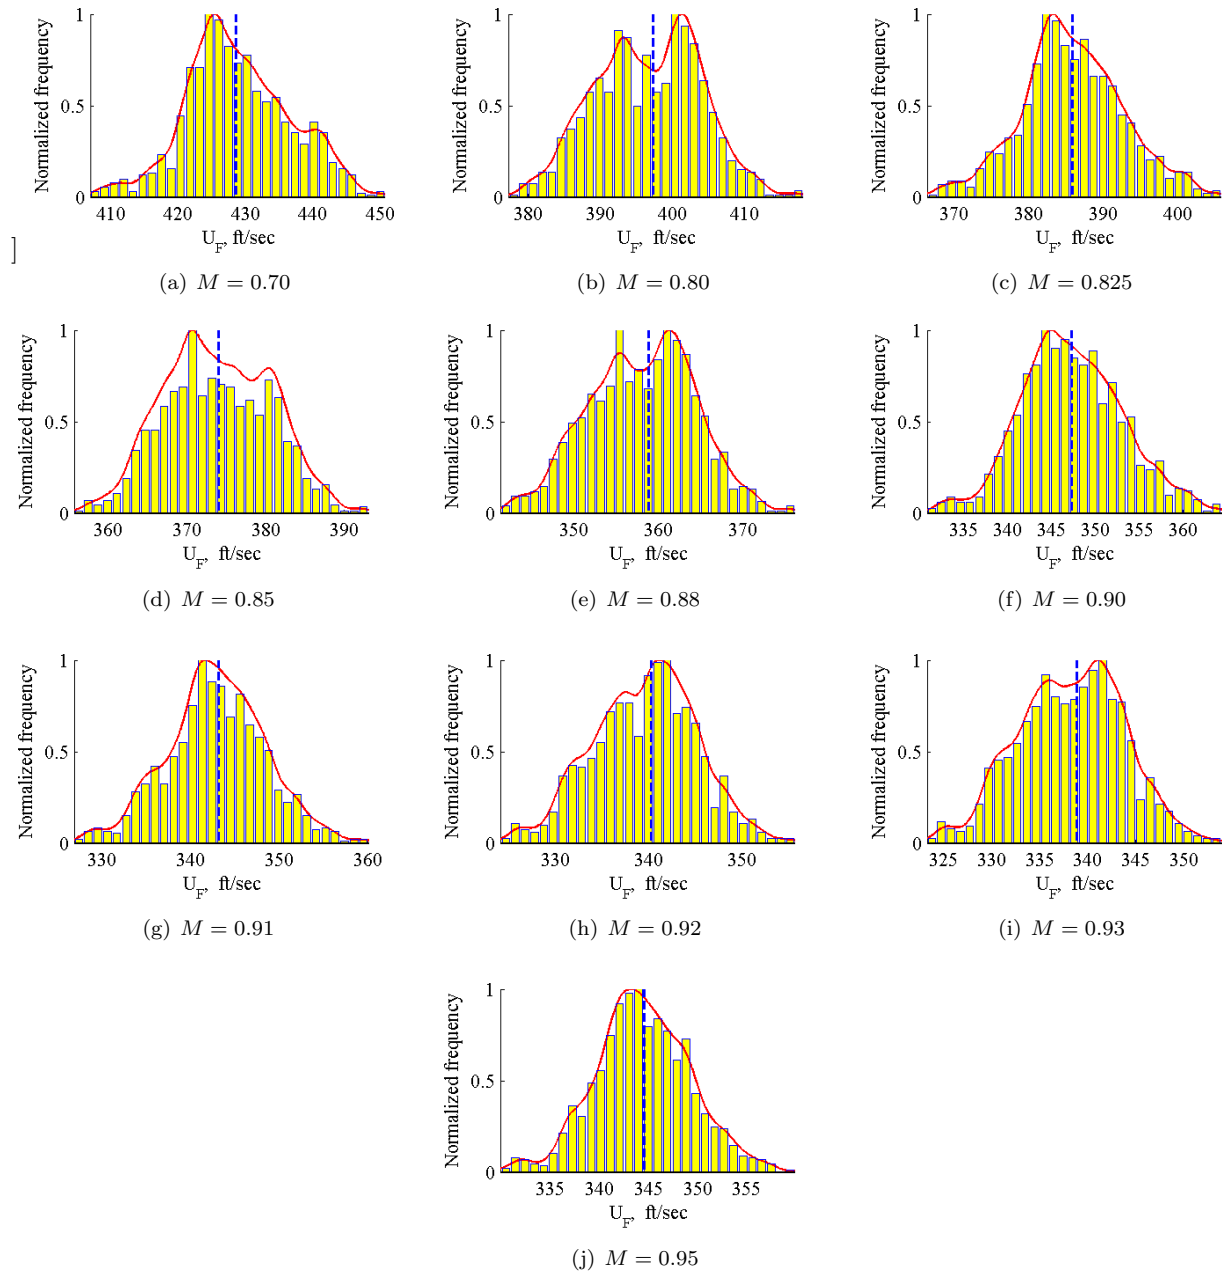 1
0.5
0
Normalized frequency
410 420 430 440 450
U_F, ft/sec
]
(a) M = 0.70
1
0.5
0
Normalized frequency
380 390 400 410
U_F, ft/sec
(b) M = 0.80
1
0.5
0
Normalized frequency
370 380 390 400
U_F, ft/sec
(c) M = 0.825
1
0.5
0
Normalized frequency
360 370 380 390
U_F, ft/sec
(d) M = 0.85
1
0.5
0
Normalized frequency
350 360 370
U_F, ft/sec
(e) M = 0.88
1
0.5
0
Normalized frequency
335 340 345 350 355 360
U_F, ft/sec
(f) M = 0.90
1
0.5
0
Normalized frequency
330 340 350 360
U_F, ft/sec
(g) M = 0.91
1
0.5
0
Normalized frequency
330 340 350
U_F, ft/sec
(h) M = 0.92
1
0.5
0
Normalized frequency
325 330 335 340 345 350
U_F, ft/sec
(i) M = 0.93
1
0.5
0
Normalized frequency
335 340 345 350 355
U_F, ft/sec
(j) M = 0.95